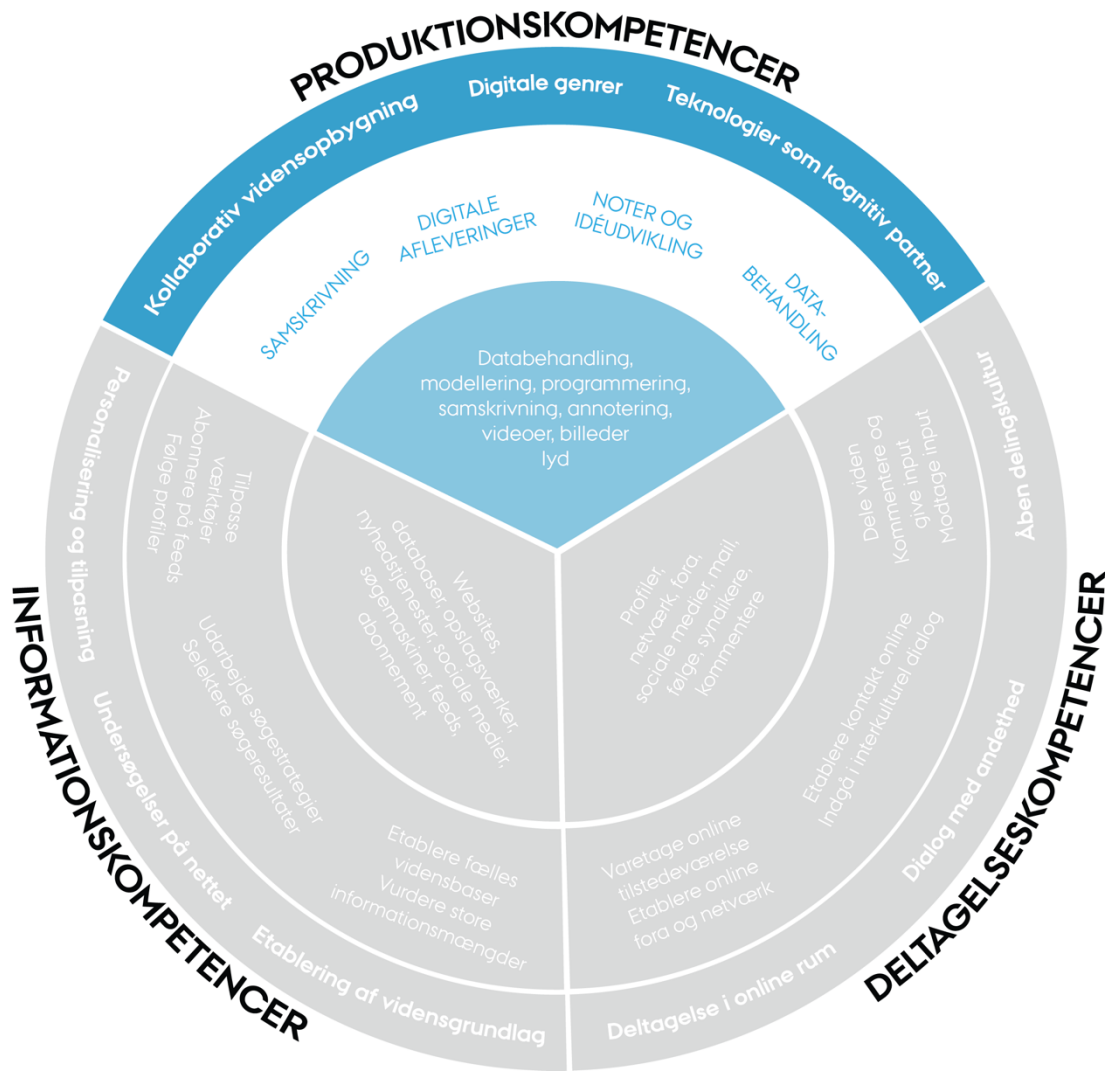 PRODUKTIONSKOMPETENCER
Kollaborativ vidensopbygning
Digitale genrer
Teknologier som kognitiv partner
SAMSKRIVNING
DIGITALE
AFLEVERINGER
NOTER OG
IDÉUDVIKLING
DATA-
BEHANDLING
Databehandling,
modellering, programmering,
samskrivning, annotering,
videoer, billeder
lyd
DELTAGELSESKOMPETENCER
Åben delingskultur
Dialog med andethed
Deltagelse i online rum
Dele viden
Kommentere og
give input
Modtage input
Etablere kontakt online
Indgå i interkulturel dialog
Varetage online
tilstedeværelse
Etablere online
fora og netværk
Profiler,
netværk, fora,
sociale medier, mail,
følge, syndikere,
kommentere
INFORMATIONSKOMPETENCER
Personalisering og tilpasning
Undersøgelser på nettet
Etablering af vidensgrundlag
Tilpasse
værktøjer
Abonnere på feeds
Følge profiler
Udarbejde søgestrategier
Selektere søgeresultater
Etablere fælles
vidensbaser
Vurdere store
informationsmængder
Websites,
databaser, opslagsværker,
nyhedstjenester, sociale medier,
søgemaskiner, feeds,
abonnement